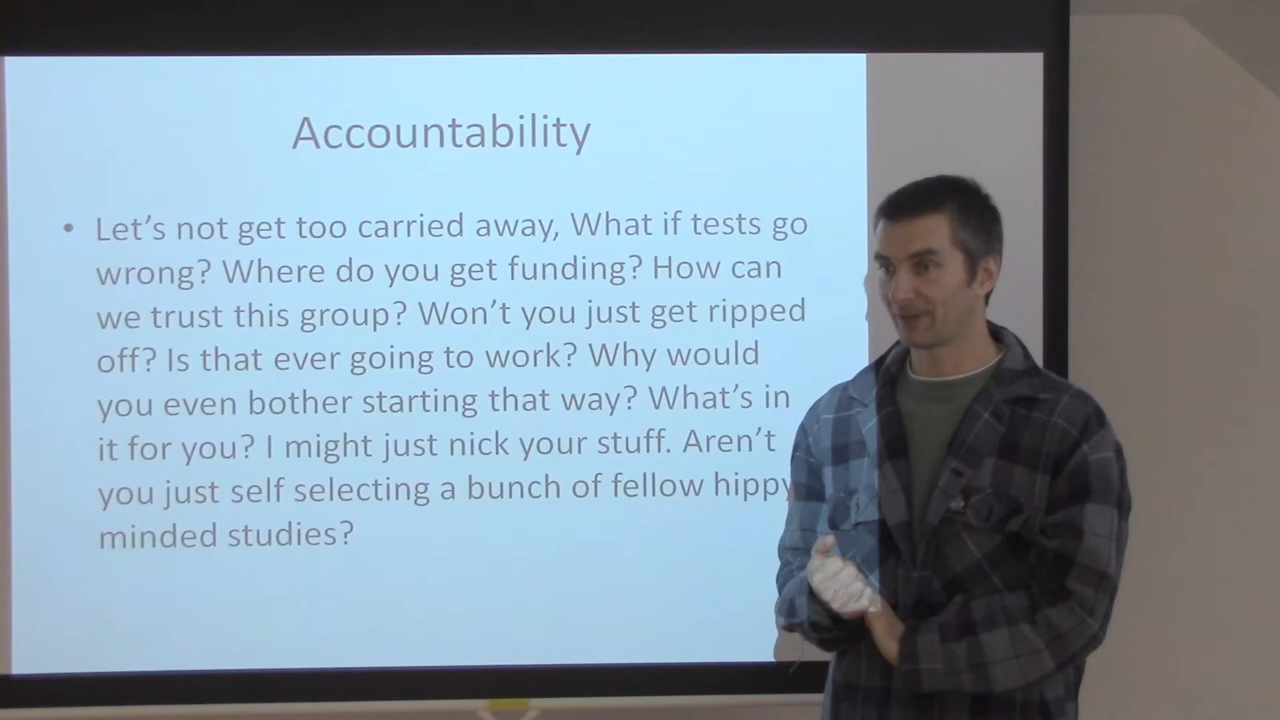 Accountability
• Let's not get too carried away, What if tests go
wrong? Where do you get funding? How can
we trust this group? Won't you just get ripped
off? Is that ever going to work? Why would
you even bother starting that way? What's in
it for you? I might just nick your stuff. Aren't
you just self selecting a bunch of fellow hippy
minded studies?